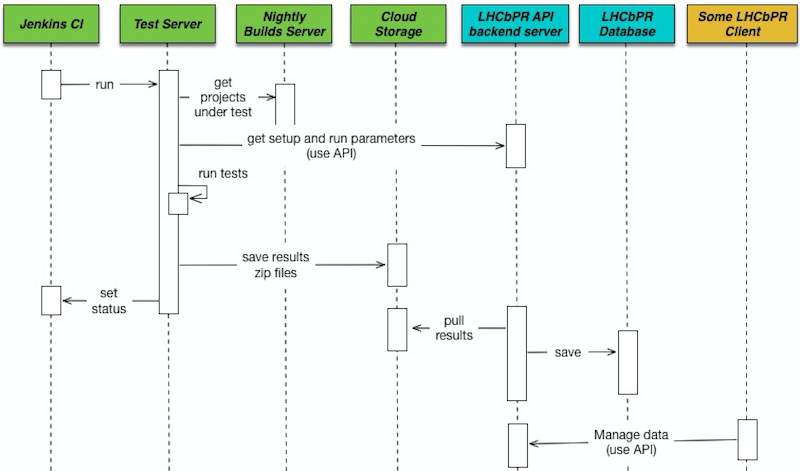 Jenkins CI
Test Server
Nightly
Builds Server
Cloud
Storage
LHCbPR API
backend server
LHCbPR
Database
Some LHCbPR
Client
run
get
projects
under test
get setup and run parameters
(use API)
run tests
save results
zip files
set
status
pull
results
save
Manage data
(use API)